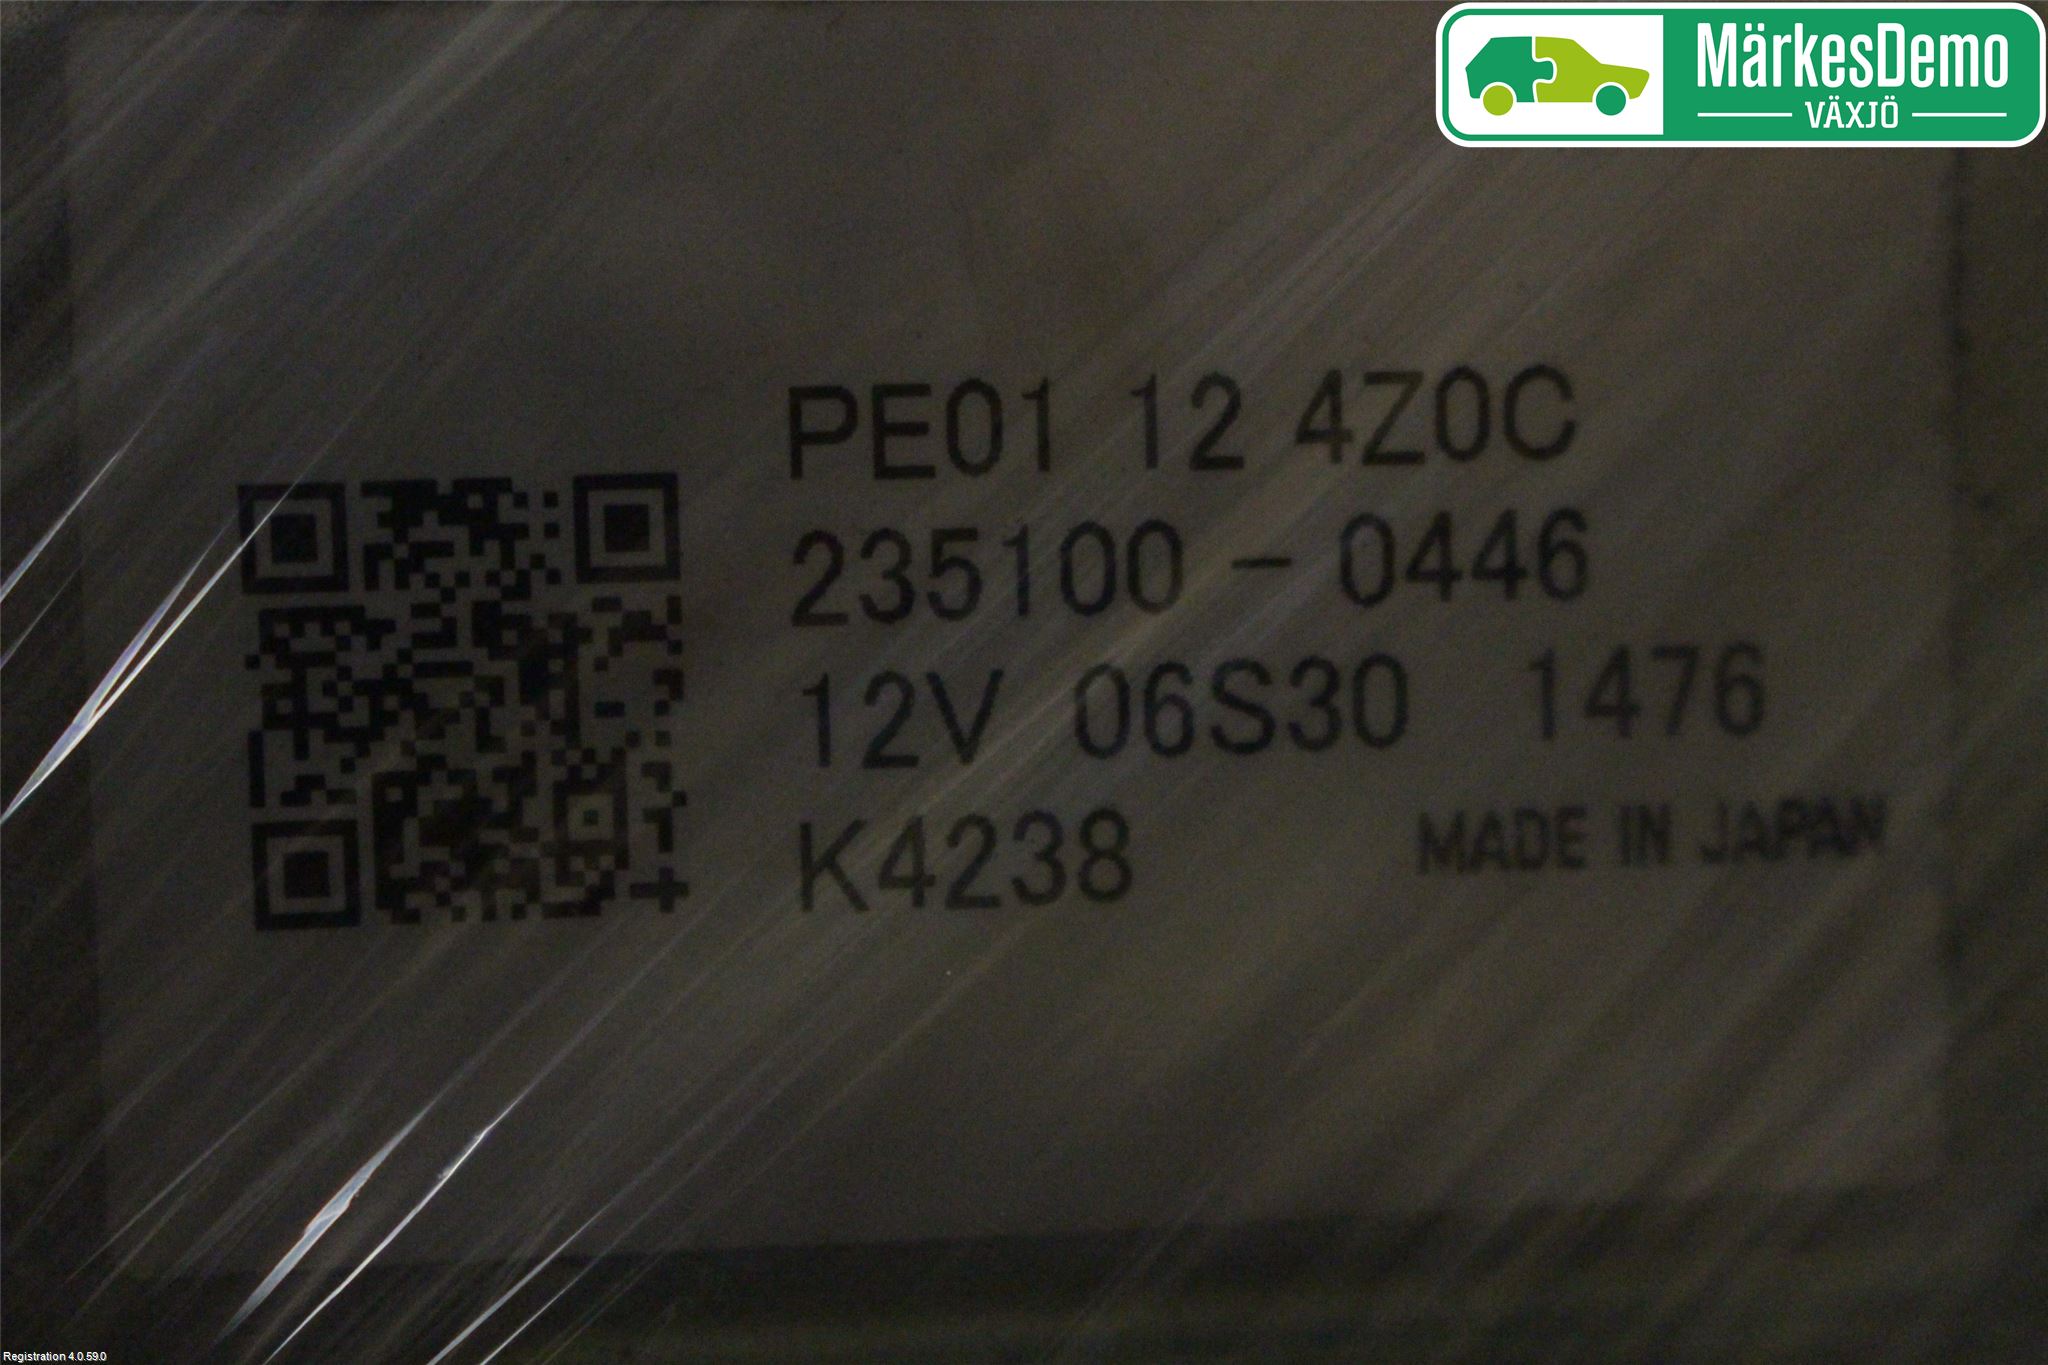 MärkesDemo
VÄXJÖ
PE01 12 4Z0C
235100-0446
12V 06S30 1476
K4238
MADE IN JAPAN
Registration 4.0.59.0